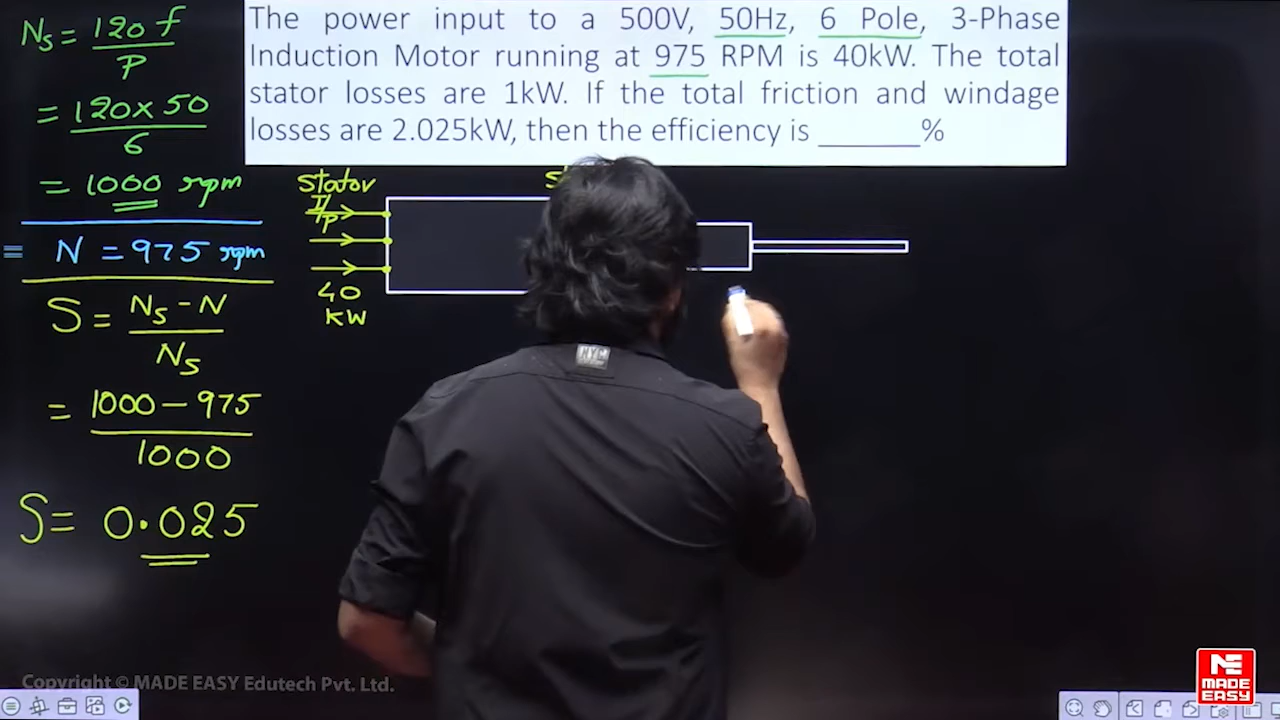 The power input to a 500V, 50Hz, 6 Pole, 3-Phase
Induction Motor running at 975 RPM is 40kW. The total
stator losses are 1kW. If the total friction and windage
losses are 2.025kW, then the efficiency is ______%
Ns = 120 f
P
= 120 x 50
6
= 1000 rpm
N = 975 rpm
S = Ns - N
Ns
= 1000 - 975
1000
S = 0.025
Stator
I/P
40
kW
NYC
Copyright © MADE EASY Edutech Pvt. Ltd.
ME
MADE
EASY